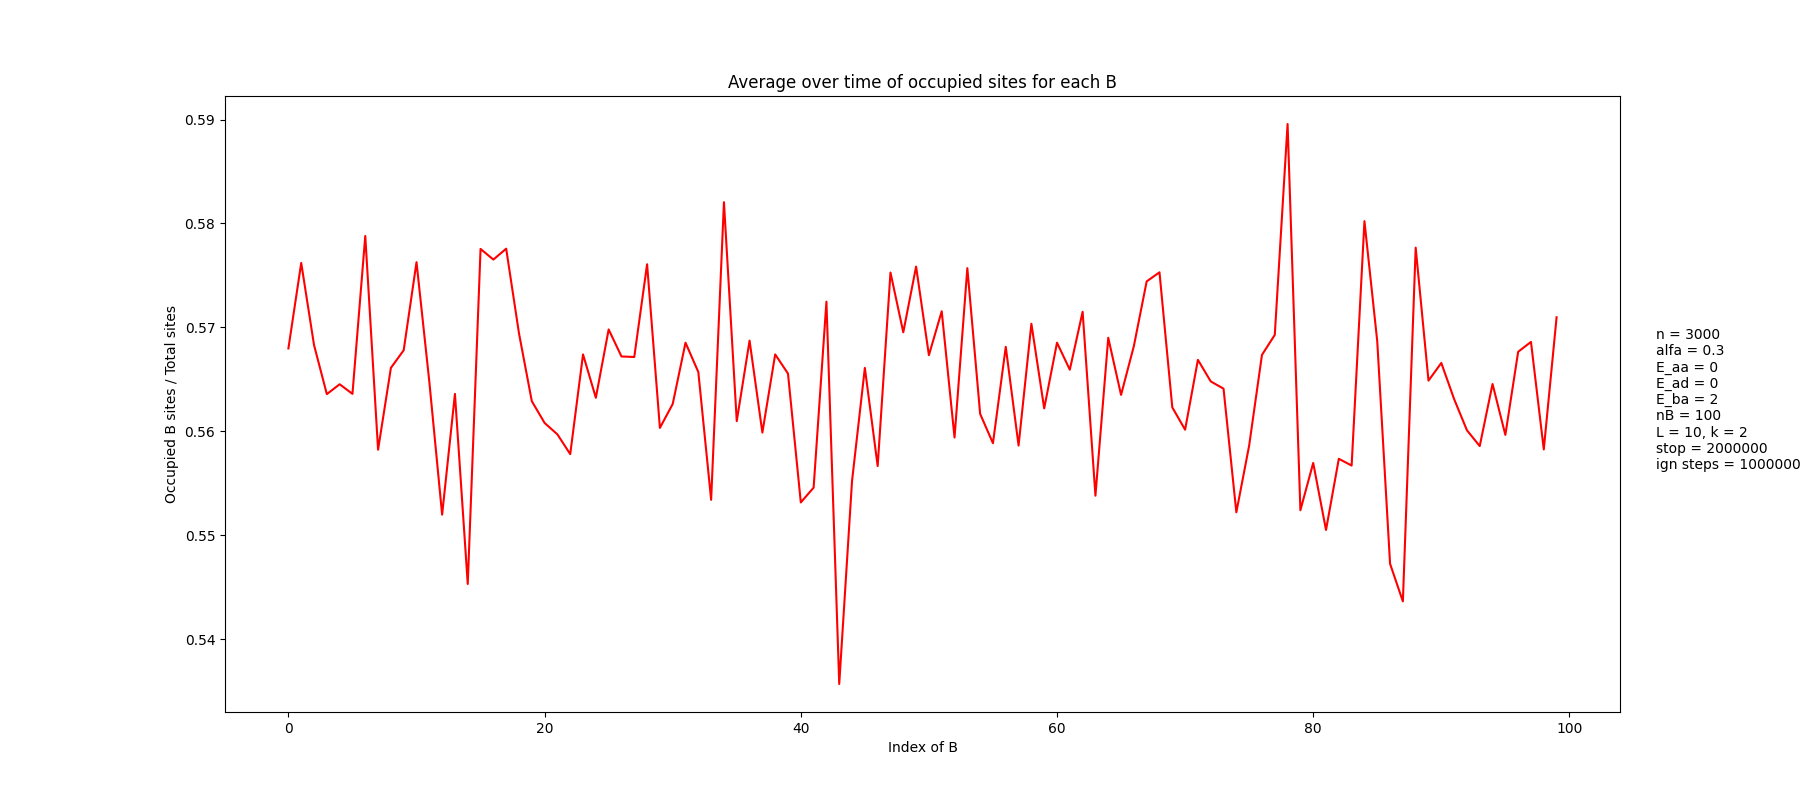 Average over time of occupied sites for each B
0.59
0.58
0.57
0.56
0.55
0.54
Occupied B sites / Total sites
0
20
40
60
80
100
Index of B
n = 3000
alfa = 0.3
E_aa = 0
E_ad = 0
E_ba = 2
nB = 100
L = 10, k = 2
stop = 2000000
ign steps = 1000000